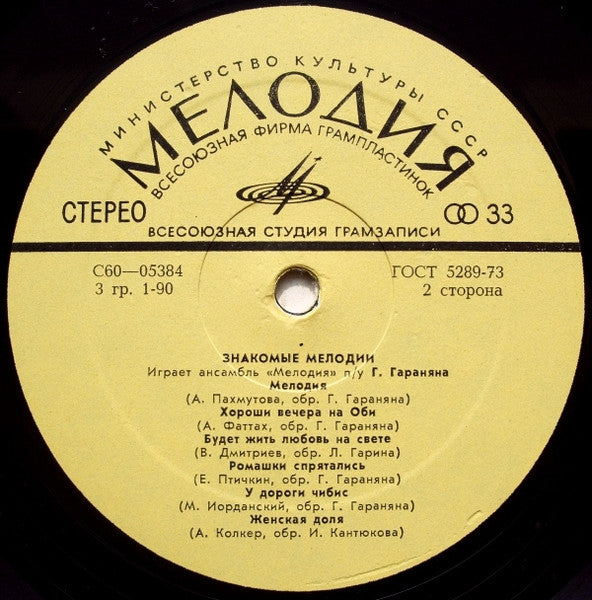 МИНИСТЕРСТВО КУЛЬТУРЫ СССР
МЕЛОДИЯ
ВСЕСОЮЗНАЯ ФИРМА ГРАМПЛАСТИНОК
СТЕРЕО
33
ВСЕСОЮЗНАЯ СТУДИЯ ГРАМЗАПИСИ
С60—05384
ГОСТ 5289-73
3 гр. 1-90
2 сторона
ЗНАКОМЫЕ МЕЛОДИИ
Играет ансамбль «Мелодия» п/у Г. Гараняна
Мелодия
(А. Пахмутова, обр. Г. Гараняна)
Хороши вечера на Оби
(А. Фаттах, обр. Г. Гараняна)
Будет жить любовь на свете
(В. Дмитриев, обр. Л. Гарина)
Ромашки спрятались
(Е. Птичкин, обр. Г. Гараняна)
У дороги чибис
(М. Иорданский, обр. Г. Гараняна)
Женская доля
(А. Колкер, обр. И. Кантюкова)